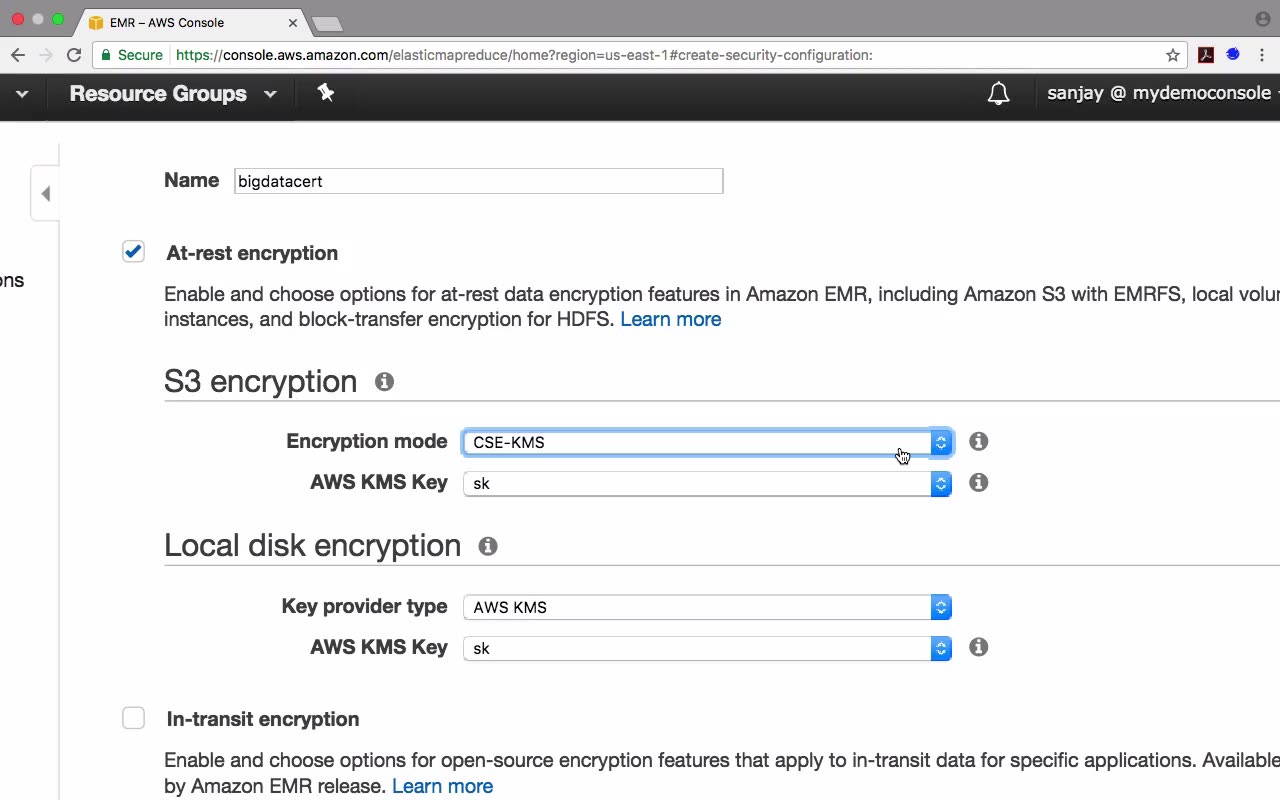 EMR – AWS Console
Secure https://console.aws.amazon.com/elasticmapreduce/home?region=us-east-1#create-security-configuration:
Resource Groups sanjay @ mydemoconsole
Name bigdatacert
At-rest encryption
ons
Enable and choose options for at-rest data encryption features in Amazon EMR, including Amazon S3 with EMRFS, local volu
instances, and block-transfer encryption for HDFS. Learn more
S3 encryption
Encryption mode CSE-KMS
AWS KMS Key sk
Local disk encryption
Key provider type AWS KMS
AWS KMS Key sk
In-transit encryption
Enable and choose options for open-source encryption features that apply to in-transit data for specific applications. Available
by Amazon EMR release. Learn more